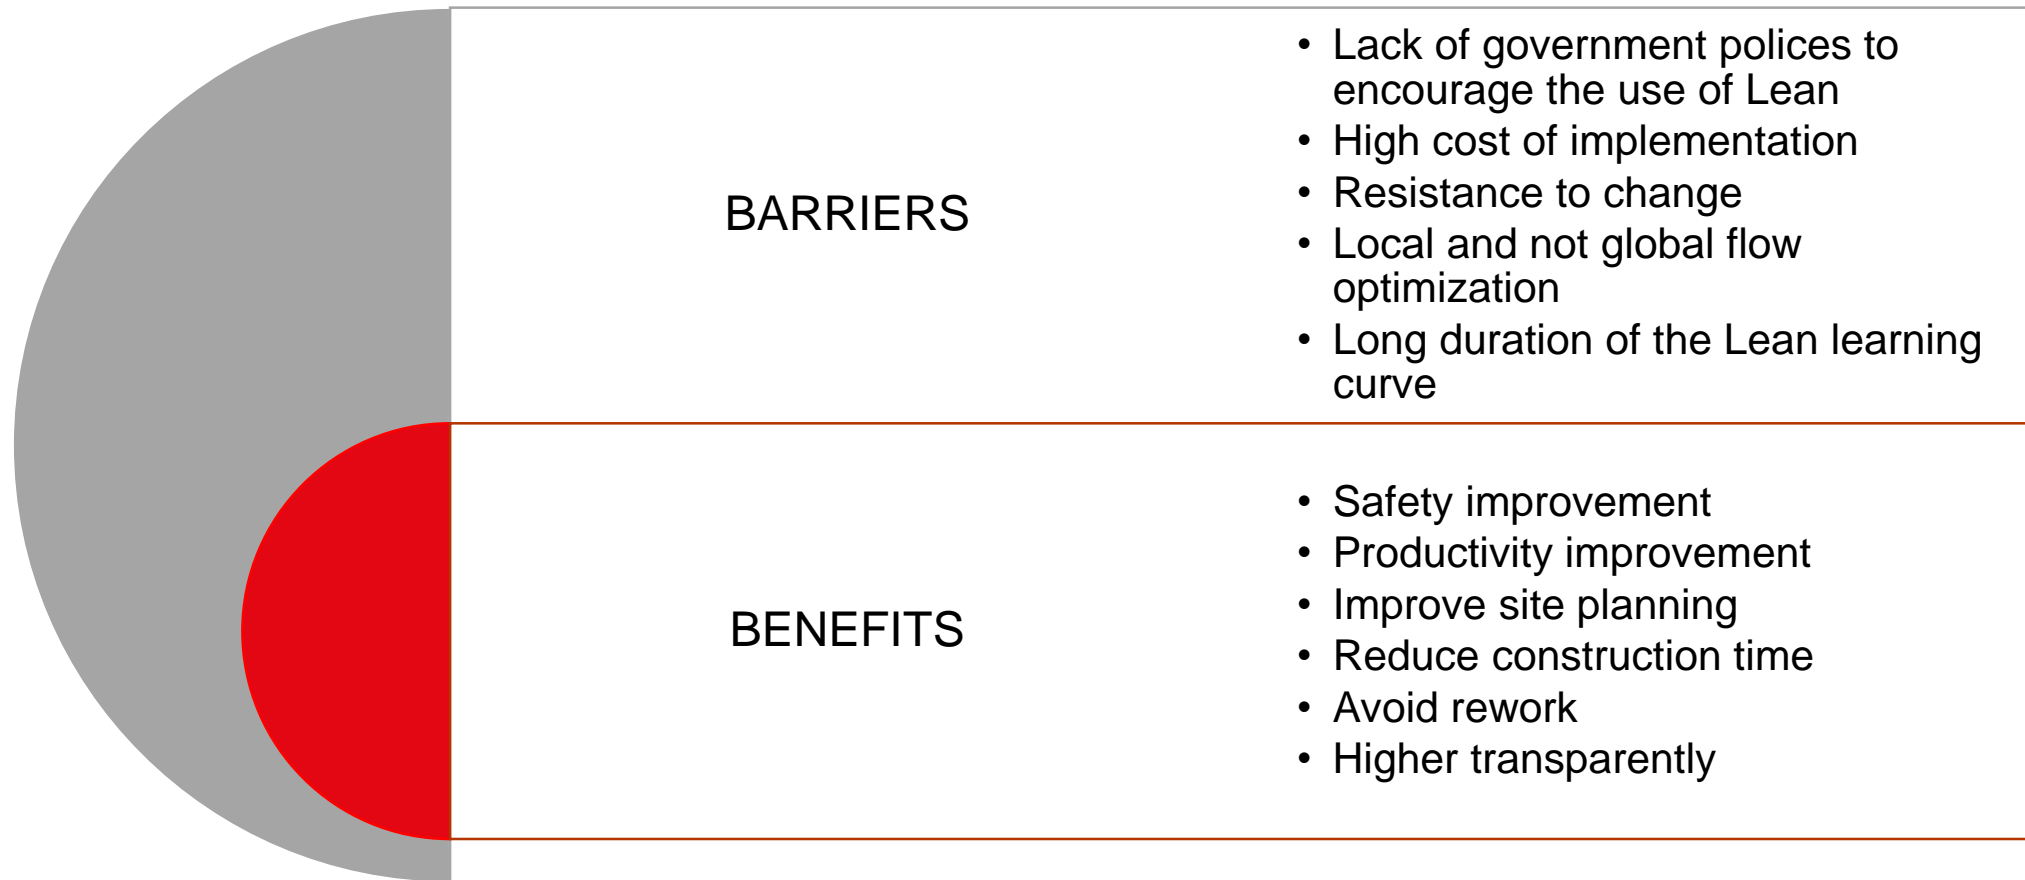 BARRIERS
• Lack of government polices to
encourage the use of Lean
• High cost of implementation
• Resistance to change
• Local and not global flow
optimization
• Long duration of the Lean learning
curve
BENEFITS
• Safety improvement
• Productivity improvement
• Improve site planning
• Reduce construction time
• Avoid rework
• Higher transparently